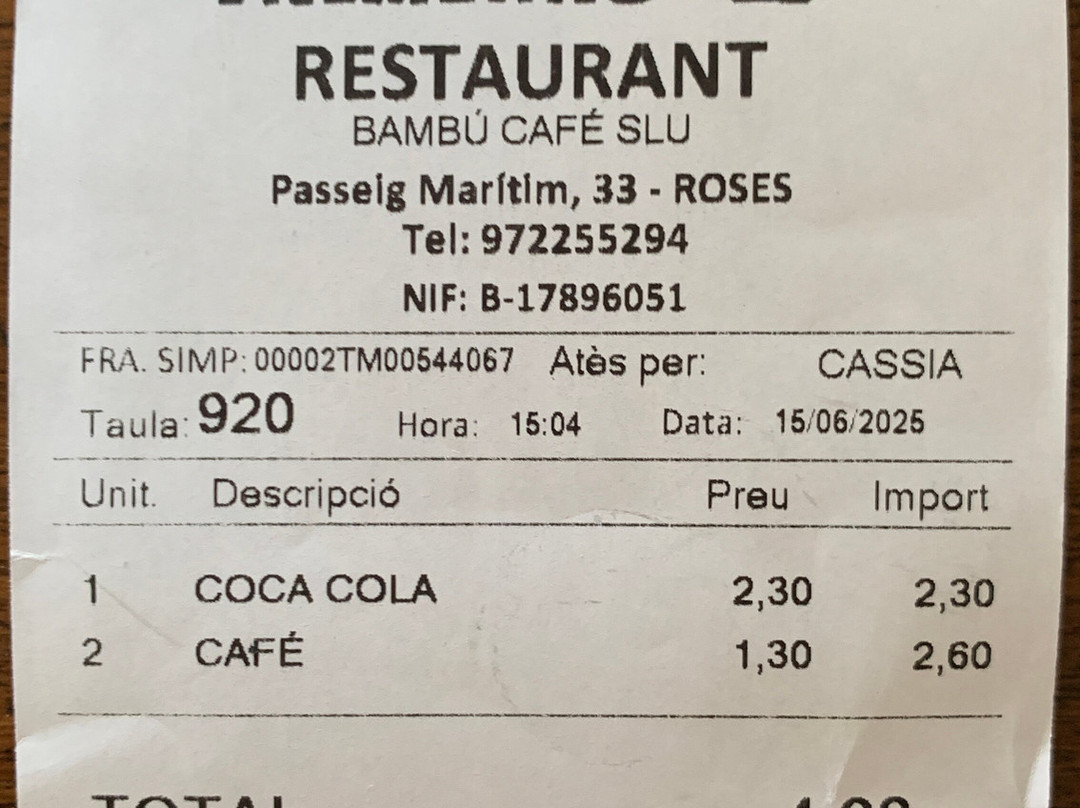 RESTAURANT
BAMBÚ CAFÉ SLU
Passeig Marítim, 33 - ROSES
Tel: 972255294
NIF: B-17896051
FRA. SIMP: 00002TM00544067 Atès per: CASSIA
Taula: 920 Hora: 15:04 Data: 15/06/2025
Unit. Descripció Preu Import
1 COCA COLA 2,30 2,30
2 CAFÉ 1,30 2,60
TOTAL